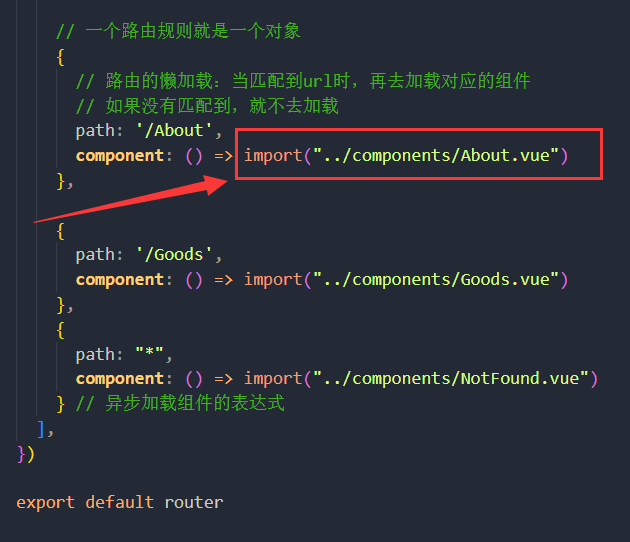 // 一个路由规则就是一个对象
{
// 路由的懒加载：当匹配到url时，再去加载对应的组件
// 如果没有匹配到，就不去加载
path: '/About',
component: () => import("../components/About.vue")
},
{
path: '/Goods',
component: () => import("../components/Goods.vue")
},
{
path: "*",
component: () => import("../components/NotFound.vue")
} // 异步加载组件的表达式
],
})
export default router